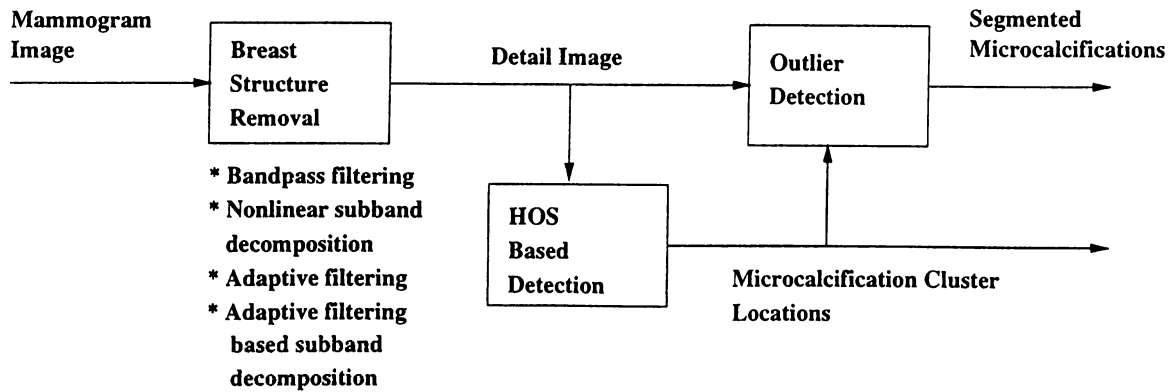 Mammogram
Image
Breast
Structure
Removal
* Bandpass filtering
* Nonlinear subband
decomposition
* Adaptive filtering
* Adaptive filtering
based subband
decomposition
Detail Image
HOS
Based
Detection
Outlier
Detection
Segmented
Microcalcifications
Microcalcification Cluster
Locations